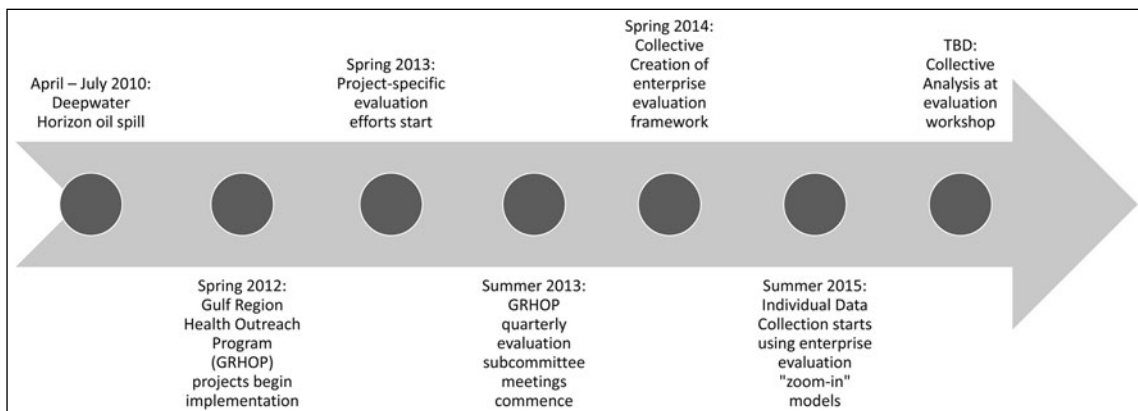 April – July 2010:
Deepwater
Horizon oil spill
Spring 2012:
Gulf Region
Health Outreach
Program
(GRHOP)
projects begin
implementation
Spring 2013:
Project-specific
evaluation
efforts start
Summer 2013:
GRHOP
quarterly
evaluation
subcommittee
meetings
commence
Spring 2014:
Collective
Creation of
enterprise
evaluation
framework
Summer 2015:
Individual Data
Collection starts
using enterprise
evaluation
"zoom-in"
models
TBD:
Collective
Analysis at
evaluation
workshop